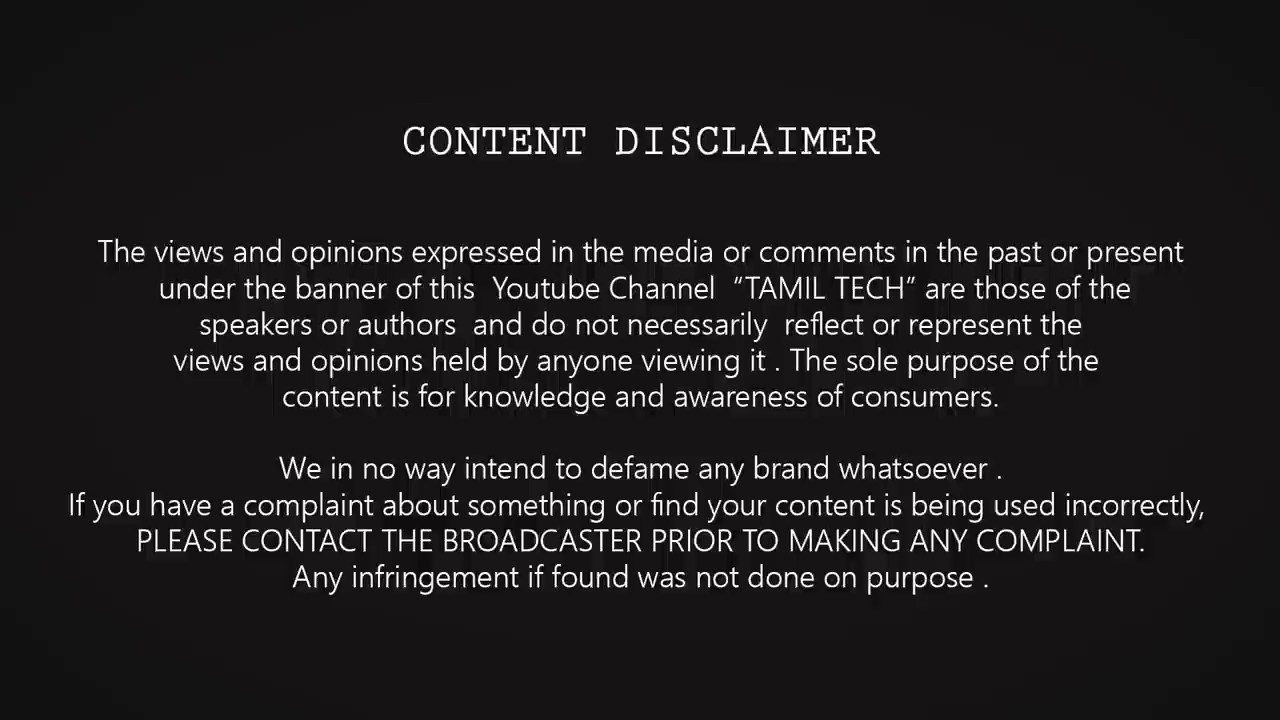 CONTENT DISCLAIMER
The views and opinions expressed in the media or comments in the past or present
under the banner of this  Youtube Channel  “TAMIL TECH” are those of the
speakers or authors  and do not necessarily  reflect or represent the
views and opinions held by anyone viewing it . The sole purpose of the
content is for knowledge and awareness of consumers.
We in no way intend to defame any brand whatsoever .
If you have a complaint about something or find your content is being used incorrectly,
PLEASE CONTACT THE BROADCASTER PRIOR TO MAKING ANY COMPLAINT.
Any infringement if found was not done on purpose .